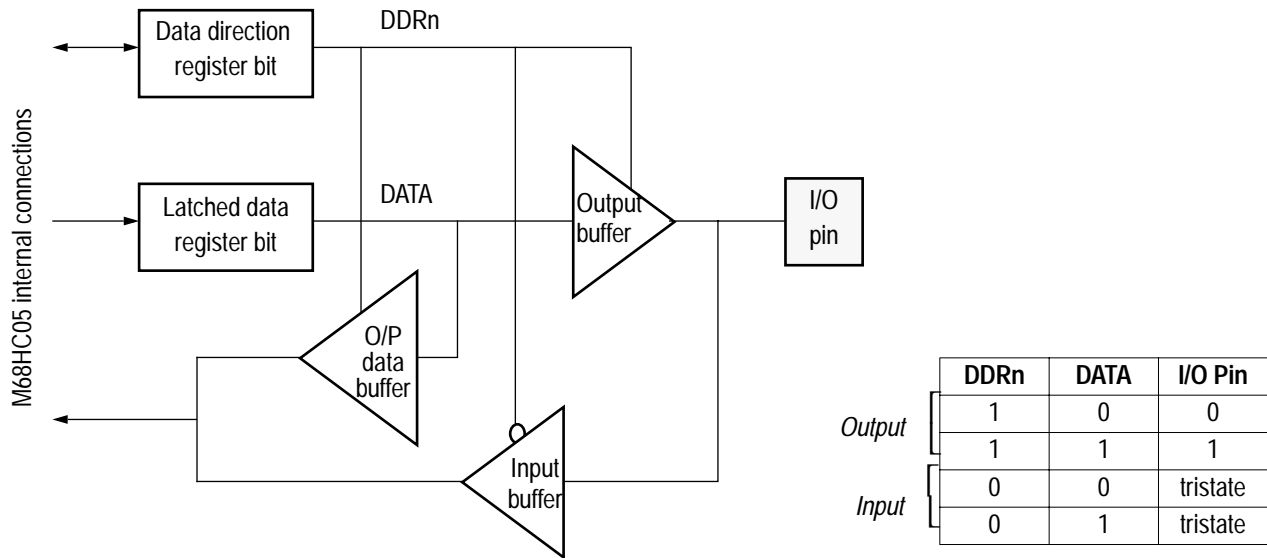 Data direction
register bit
DDRn
M68HC05 internal connections
Latched data
register bit
DATA
Output
buffer
I/O
pin
O/P
data
buffer
Input
buffer
DDRn DATA I/O Pin
Output
1 0 0
1 1 1
Input
0 0 tristate
0 1 tristate